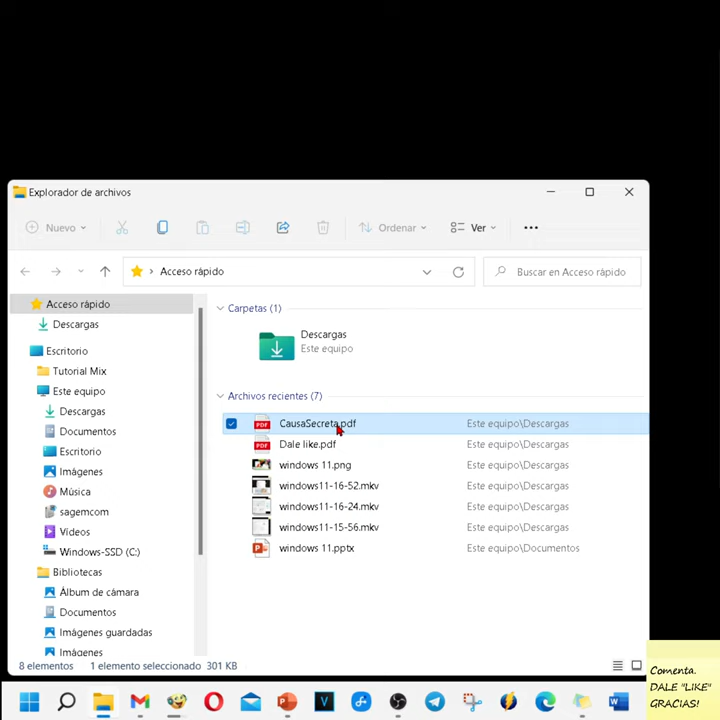 Explorador de archivos
Nuevo
Ordenar
Ver
Acceso rápido
Buscar en Acceso rápido
Acceso rápido
Descargas
Escritorio
Tutorial Mix
Este equipo
Descargas
Documentos
Escritorio
Imágenes
Música
sagemcom
Vídeos
Windows-SSD (C:)
Bibliotecas
Álbum de cámara
Documentos
Imágenes guardadas
Imágenes
Carpetas (1)
Descargas
Este equipo
Archivos recientes (7)
PDF CausaSecreta.pdf Este equipo\Descargas
PDF Dale like.pdf Este equipo\Descargas
windows 11.png Este equipo\Descargas
windows11-16-52.mkv Este equipo\Descargas
windows11-16-24.mkv Este equipo\Descargas
windows11-15-56.mkv Este equipo\Descargas
P windows 11.pptx Este equipo\Documentos
8 elementos 1 elemento seleccionado 301 KB
Comenta.
DALE "LIKE"
GRACIAS!